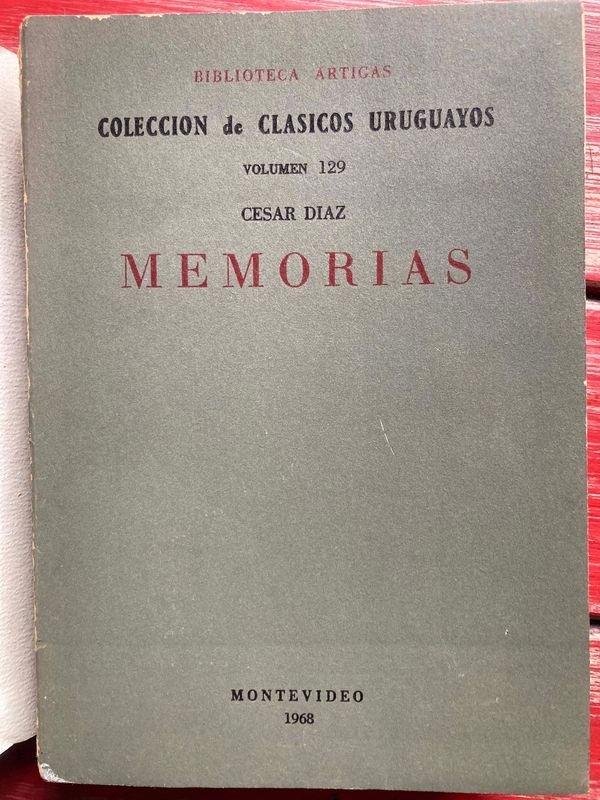 BIBLIOTECA ARTIGAS
COLECCION de CLASICOS URUGUAYOS
VOLUMEN 129
CESAR DIAZ
MEMORIAS
MONTEVIDEO
1968